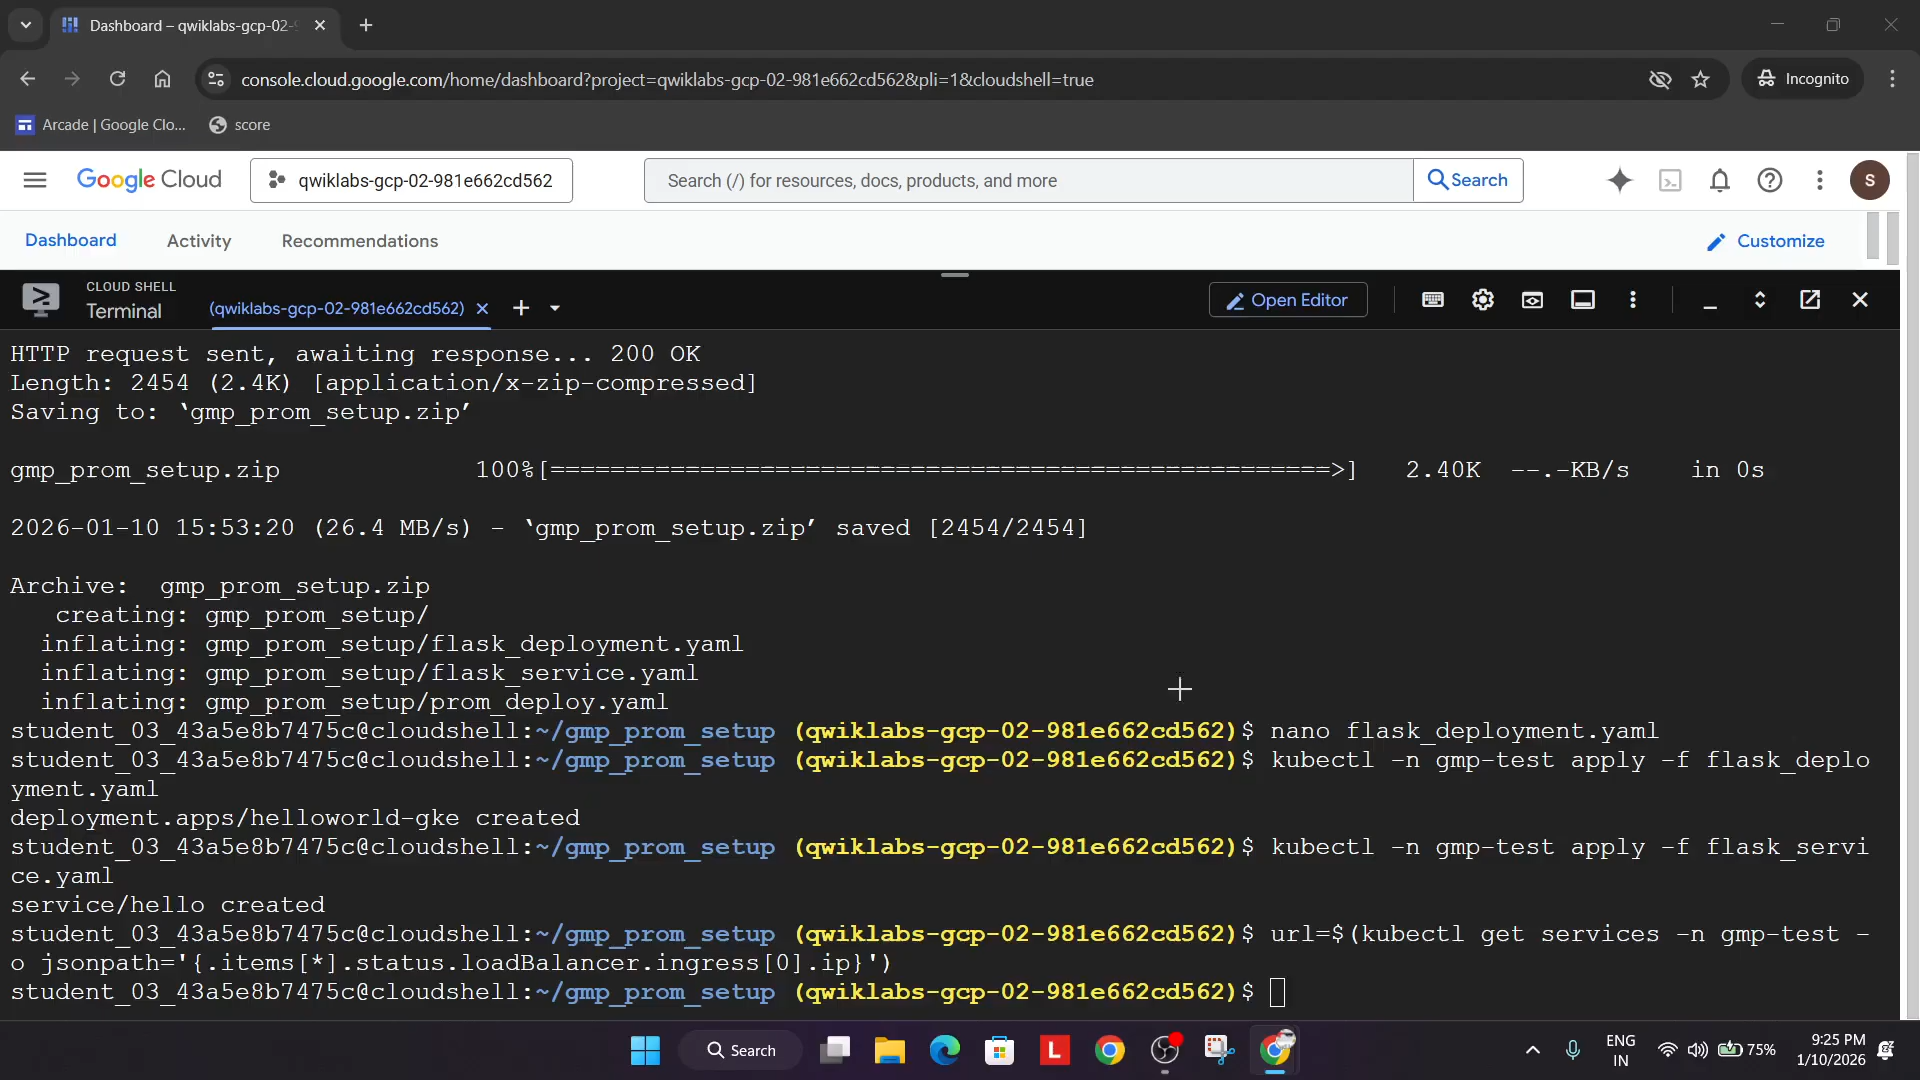 Dashboard – qwiklabs-gcp-02-
console.cloud.google.com/home/dashboard?project=qwiklabs-gcp-02-981e662cd562&pli=1&cloudshell=true
Incognito
Arcade | Google Clo...
score
Google Cloud
qwiklabs-gcp-02-981e662cd562
Search (/) for resources, docs, products, and more
Search
S
Dashboard
Activity
Recommendations
Customize
CLOUD SHELL
Terminal
(qwiklabs-gcp-02-981e662cd562)
Open Editor
HTTP request sent, awaiting response... 200 OK
Length: 2454 (2.4K) [application/x-zip-compressed]
Saving to: ‘gmp_prom_setup.zip’
gmp_prom_setup.zip             100%[====================================================>]   2.40K  --.-KB/s    in 0s
2026-01-10 15:53:20 (26.4 MB/s) - ‘gmp_prom_setup.zip’ saved [2454/2454]
Archive:  gmp_prom_setup.zip
   creating: gmp_prom_setup/
  inflating: gmp_prom_setup/flask_deployment.yaml
  inflating: gmp_prom_setup/flask_service.yaml
  inflating: gmp_prom_setup/prom_deploy.yaml
student_03_43a5e8b7475c@cloudshell:~/gmp_prom_setup (qwiklabs-gcp-02-981e662cd562)$ nano flask_deployment.yaml
student_03_43a5e8b7475c@cloudshell:~/gmp_prom_setup (qwiklabs-gcp-02-981e662cd562)$ kubectl -n gmp-test apply -f flask_deplo
yment.yaml
deployment.apps/helloworld-gke created
student_03_43a5e8b7475c@cloudshell:~/gmp_prom_setup (qwiklabs-gcp-02-981e662cd562)$ kubectl -n gmp-test apply -f flask_servi
ce.yaml
service/hello created
student_03_43a5e8b7475c@cloudshell:~/gmp_prom_setup (qwiklabs-gcp-02-981e662cd562)$ url=$(kubectl get services -n gmp-test -
o jsonpath='{.items[*].status.loadBalancer.ingress[0].ip}')
student_03_43a5e8b7475c@cloudshell:~/gmp_prom_setup (qwiklabs-gcp-02-981e662cd562)$
Search
L
ENG
IN
75%
9:25 PM
1/10/2026